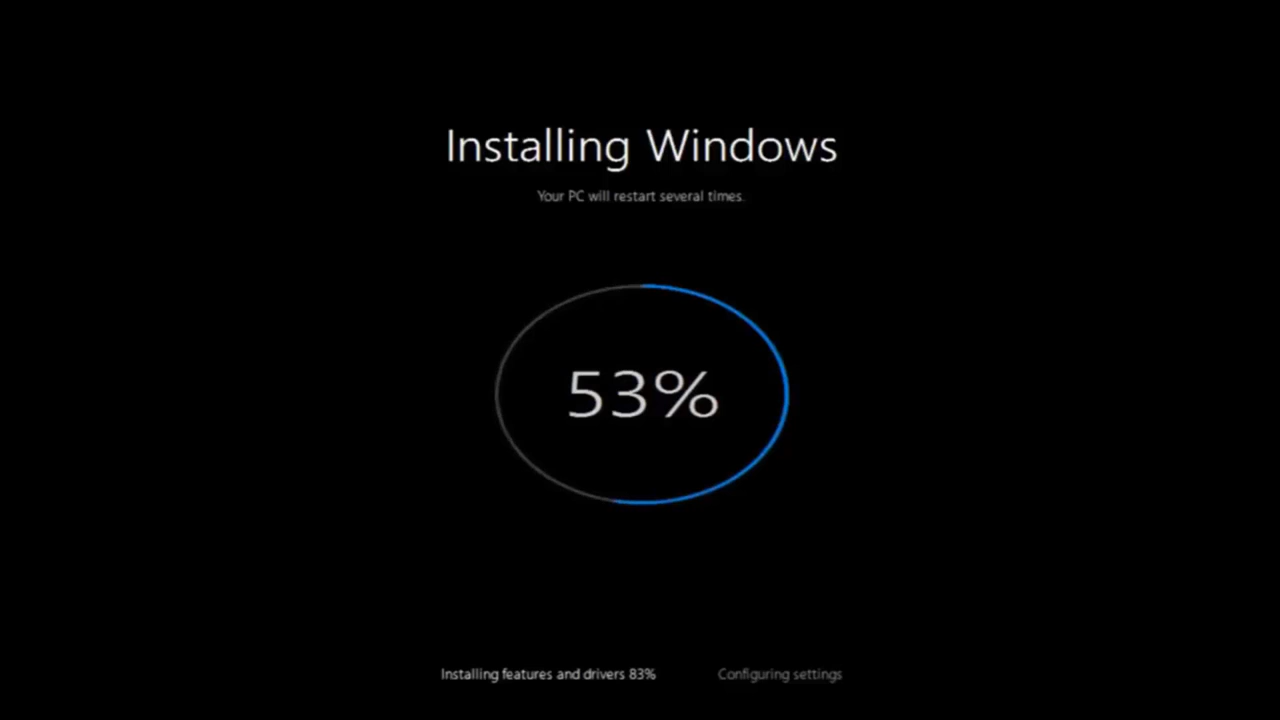 Installing Windows
Your PC will restart several times.
53%
Installing features and drivers 83%
Configuring settings